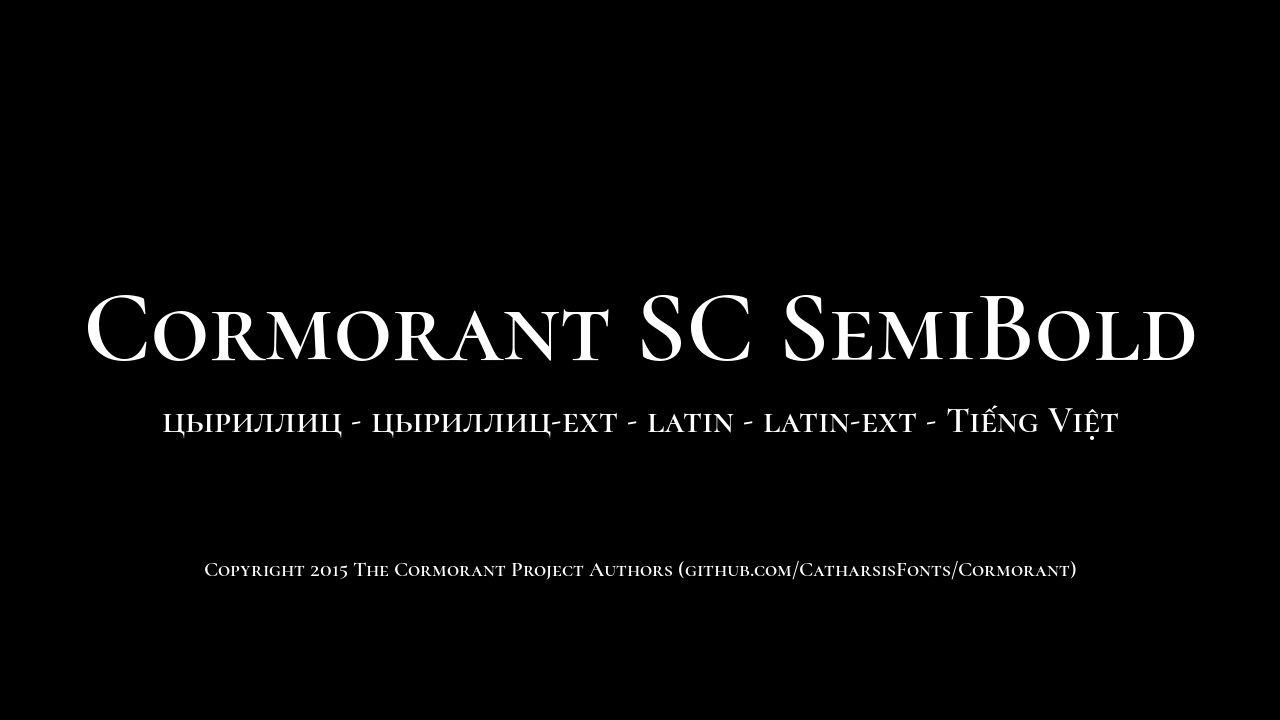 Cormorant SC SemiBold
цыриллиц - цыриллиц-ext - latin - latin-ext - Tiếng Việt
Copyright 2015 The Cormorant Project Authors (github.com/CatharsisFonts/Cormorant)